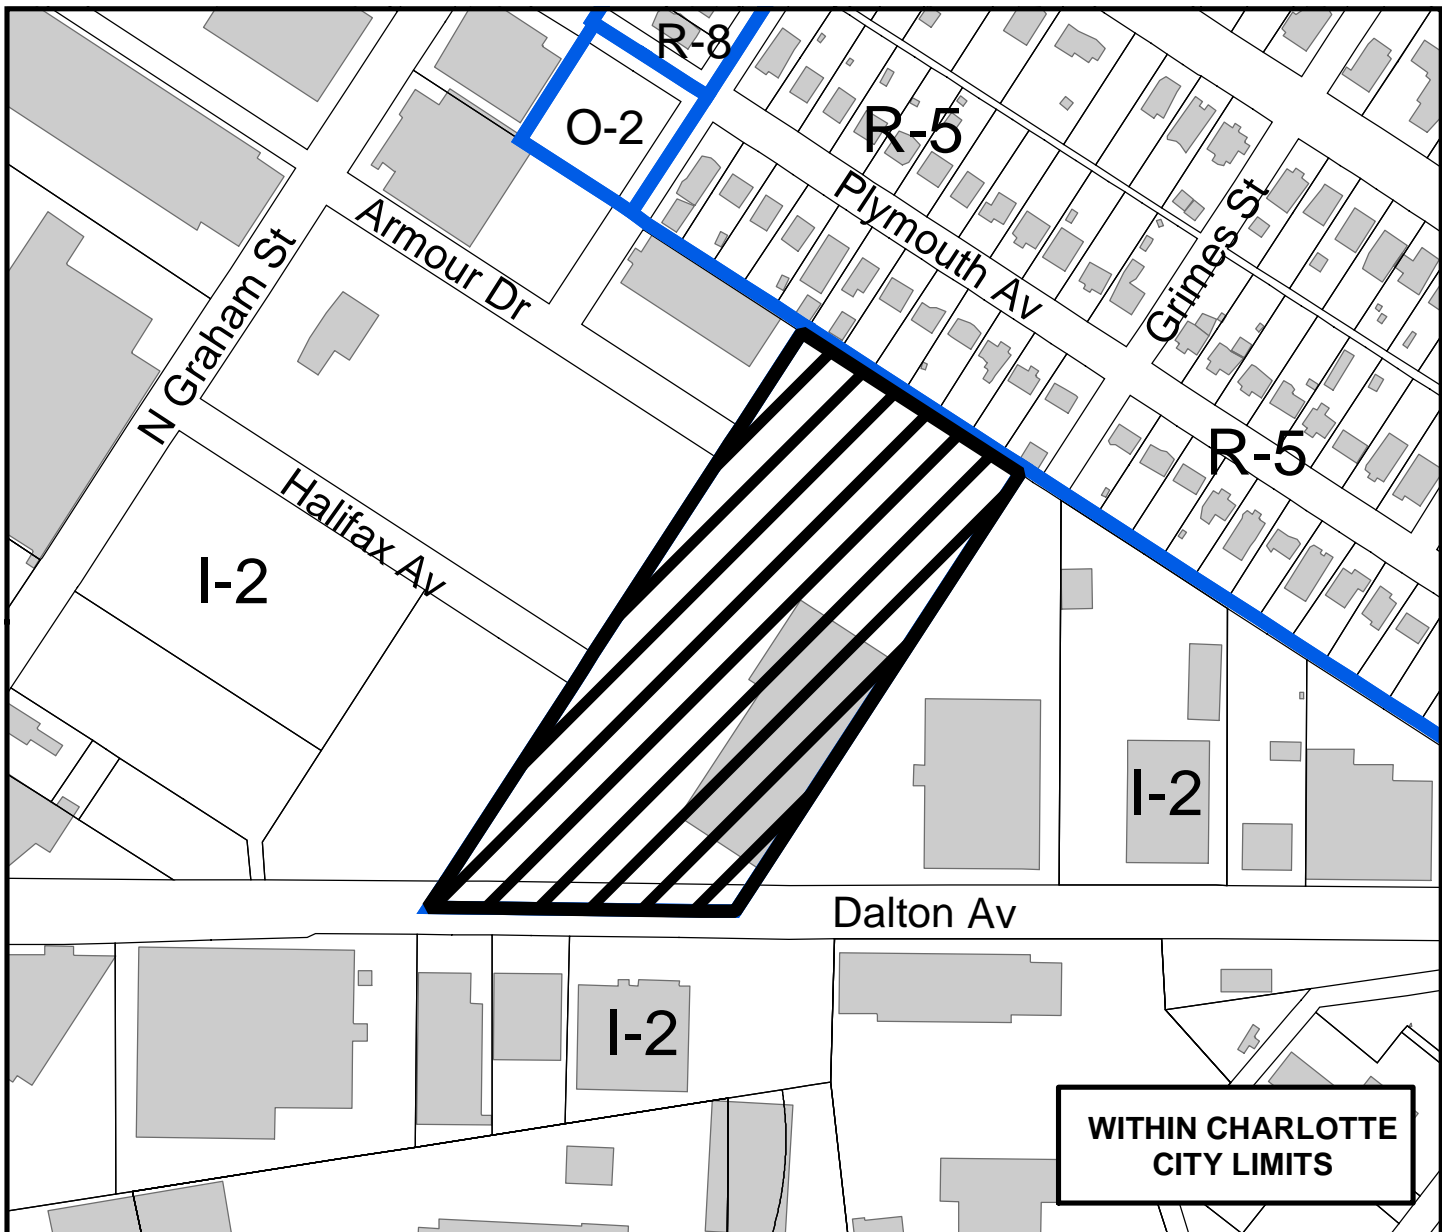 R-8
O-2
R-5
Plymouth Av
Grimes St
Armour Dr
N Graham St
R-5
Halifax Av
I-2
I-2
Dalton Av
I-2
WITHIN CHARLOTTE
CITY LIMITS